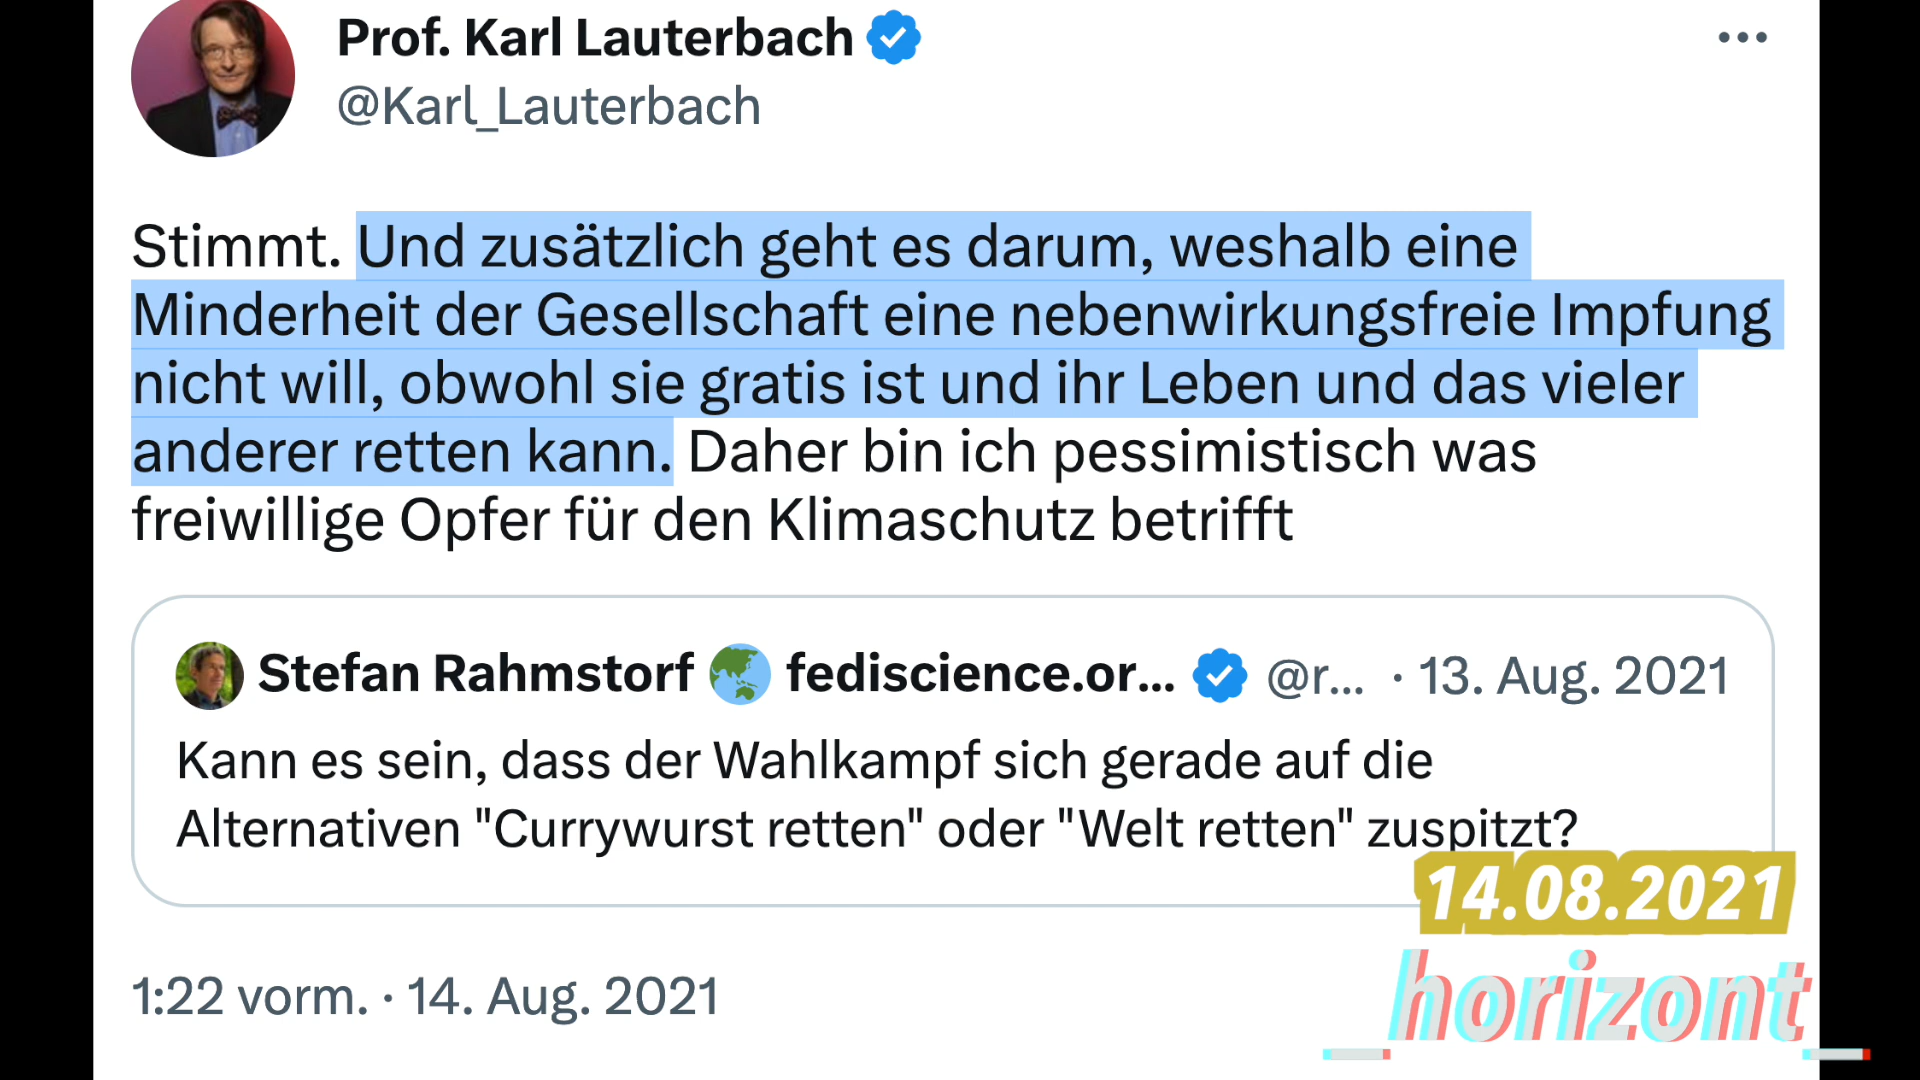 Prof. Karl Lauterbach
@Karl_Lauterbach
Stimmt. Und zusätzlich geht es darum, weshalb eine
Minderheit der Gesellschaft eine nebenwirkungsfreie Impfung
nicht will, obwohl sie gratis ist und ihr Leben und das vieler
anderer retten kann. Daher bin ich pessimistisch was
freiwillige Opfer für den Klimaschutz betrifft
Stefan Rahmstorf 🌏 fediscience.or... @r... · 13. Aug. 2021
Kann es sein, dass der Wahlkampf sich gerade auf die
Alternativen "Currywurst retten" oder "Welt retten" zuspitzt?
14.08.2021
1:22 vorm. · 14. Aug. 2021
_horizont_